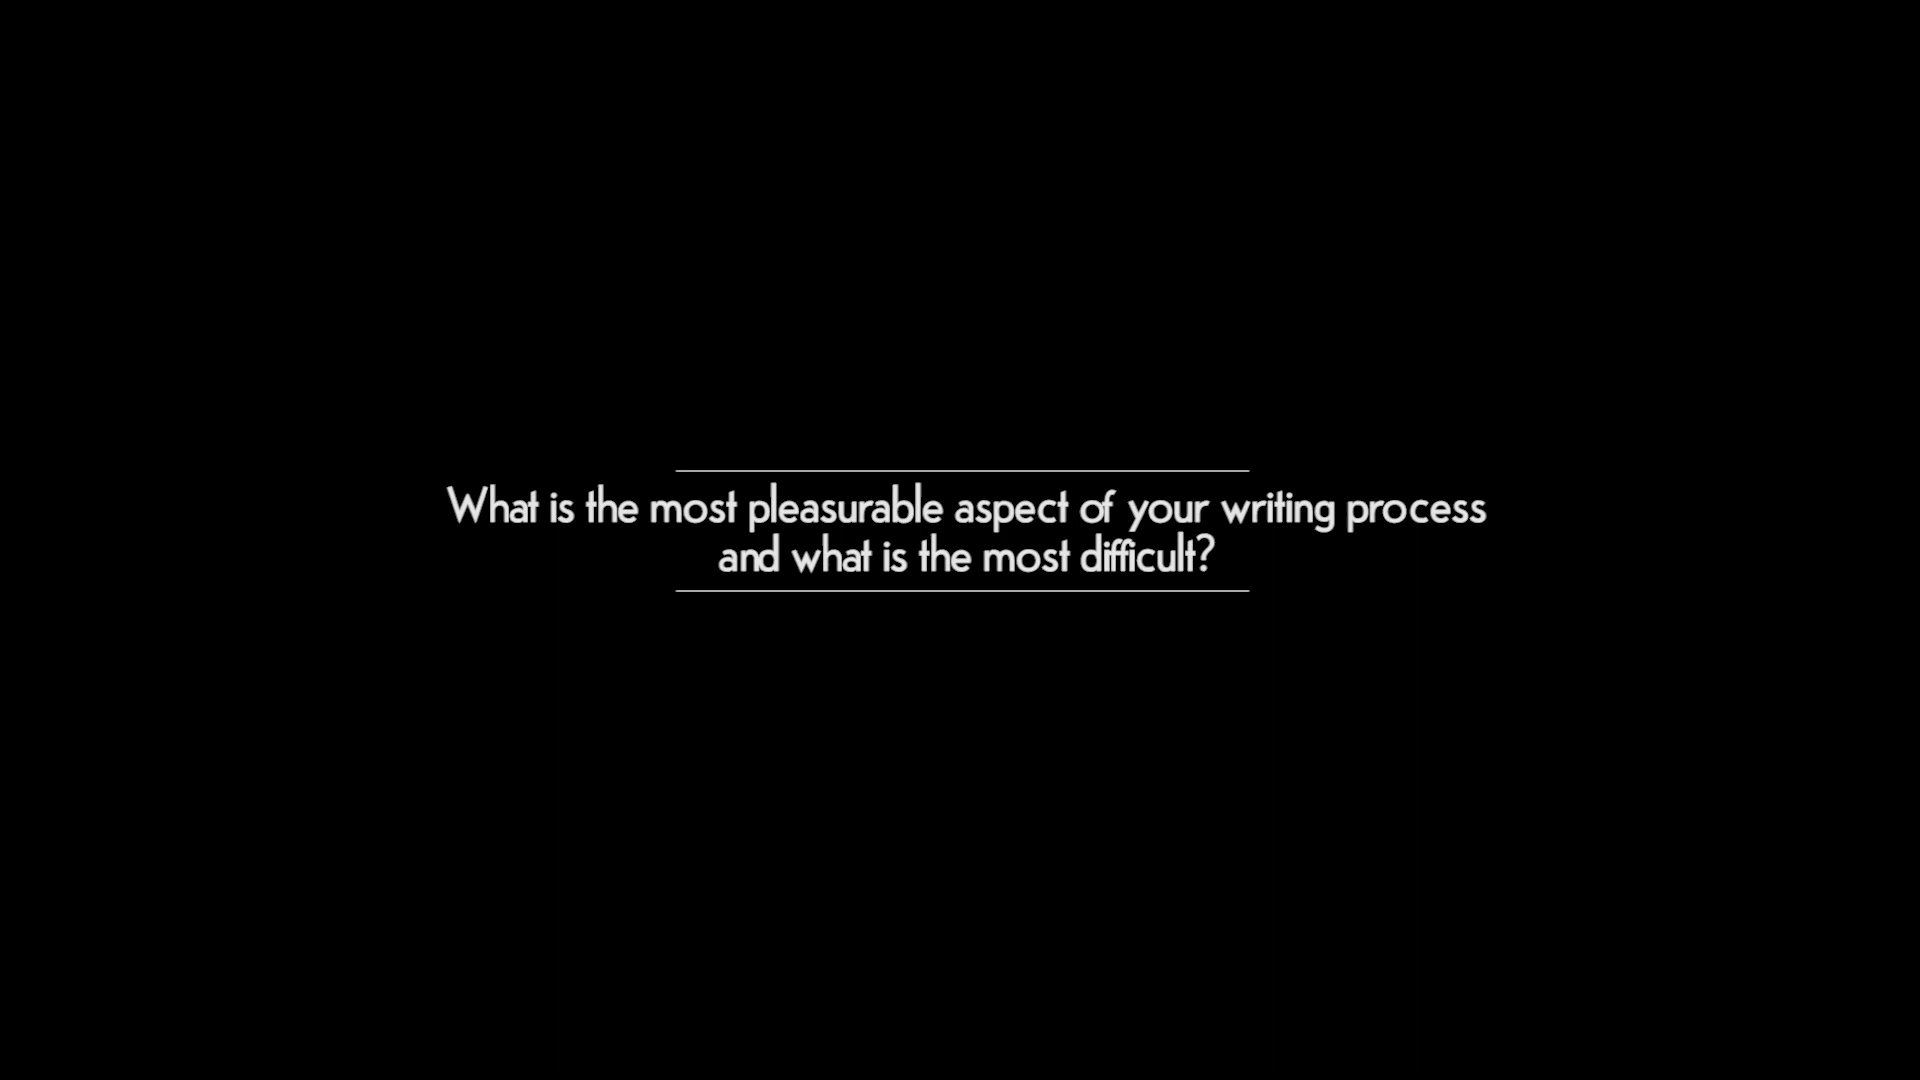 What is the most pleasurable aspect of your writing process
and what is the most difficult?